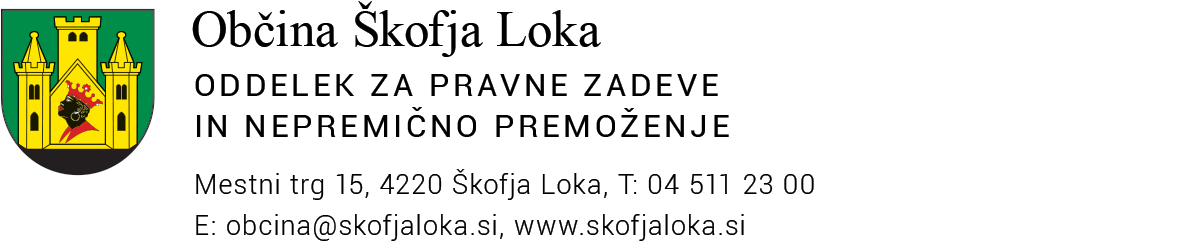 Občina Škofja Loka
ODDELEK ZA PRAVNE ZADEVE
IN NEPREMIČNO PREMOŽENJE
Mestni trg 15, 4220 Škofja Loka, T: 04 511 23 00
E: obcina@skofjaloka.si, www.skofjaloka.si